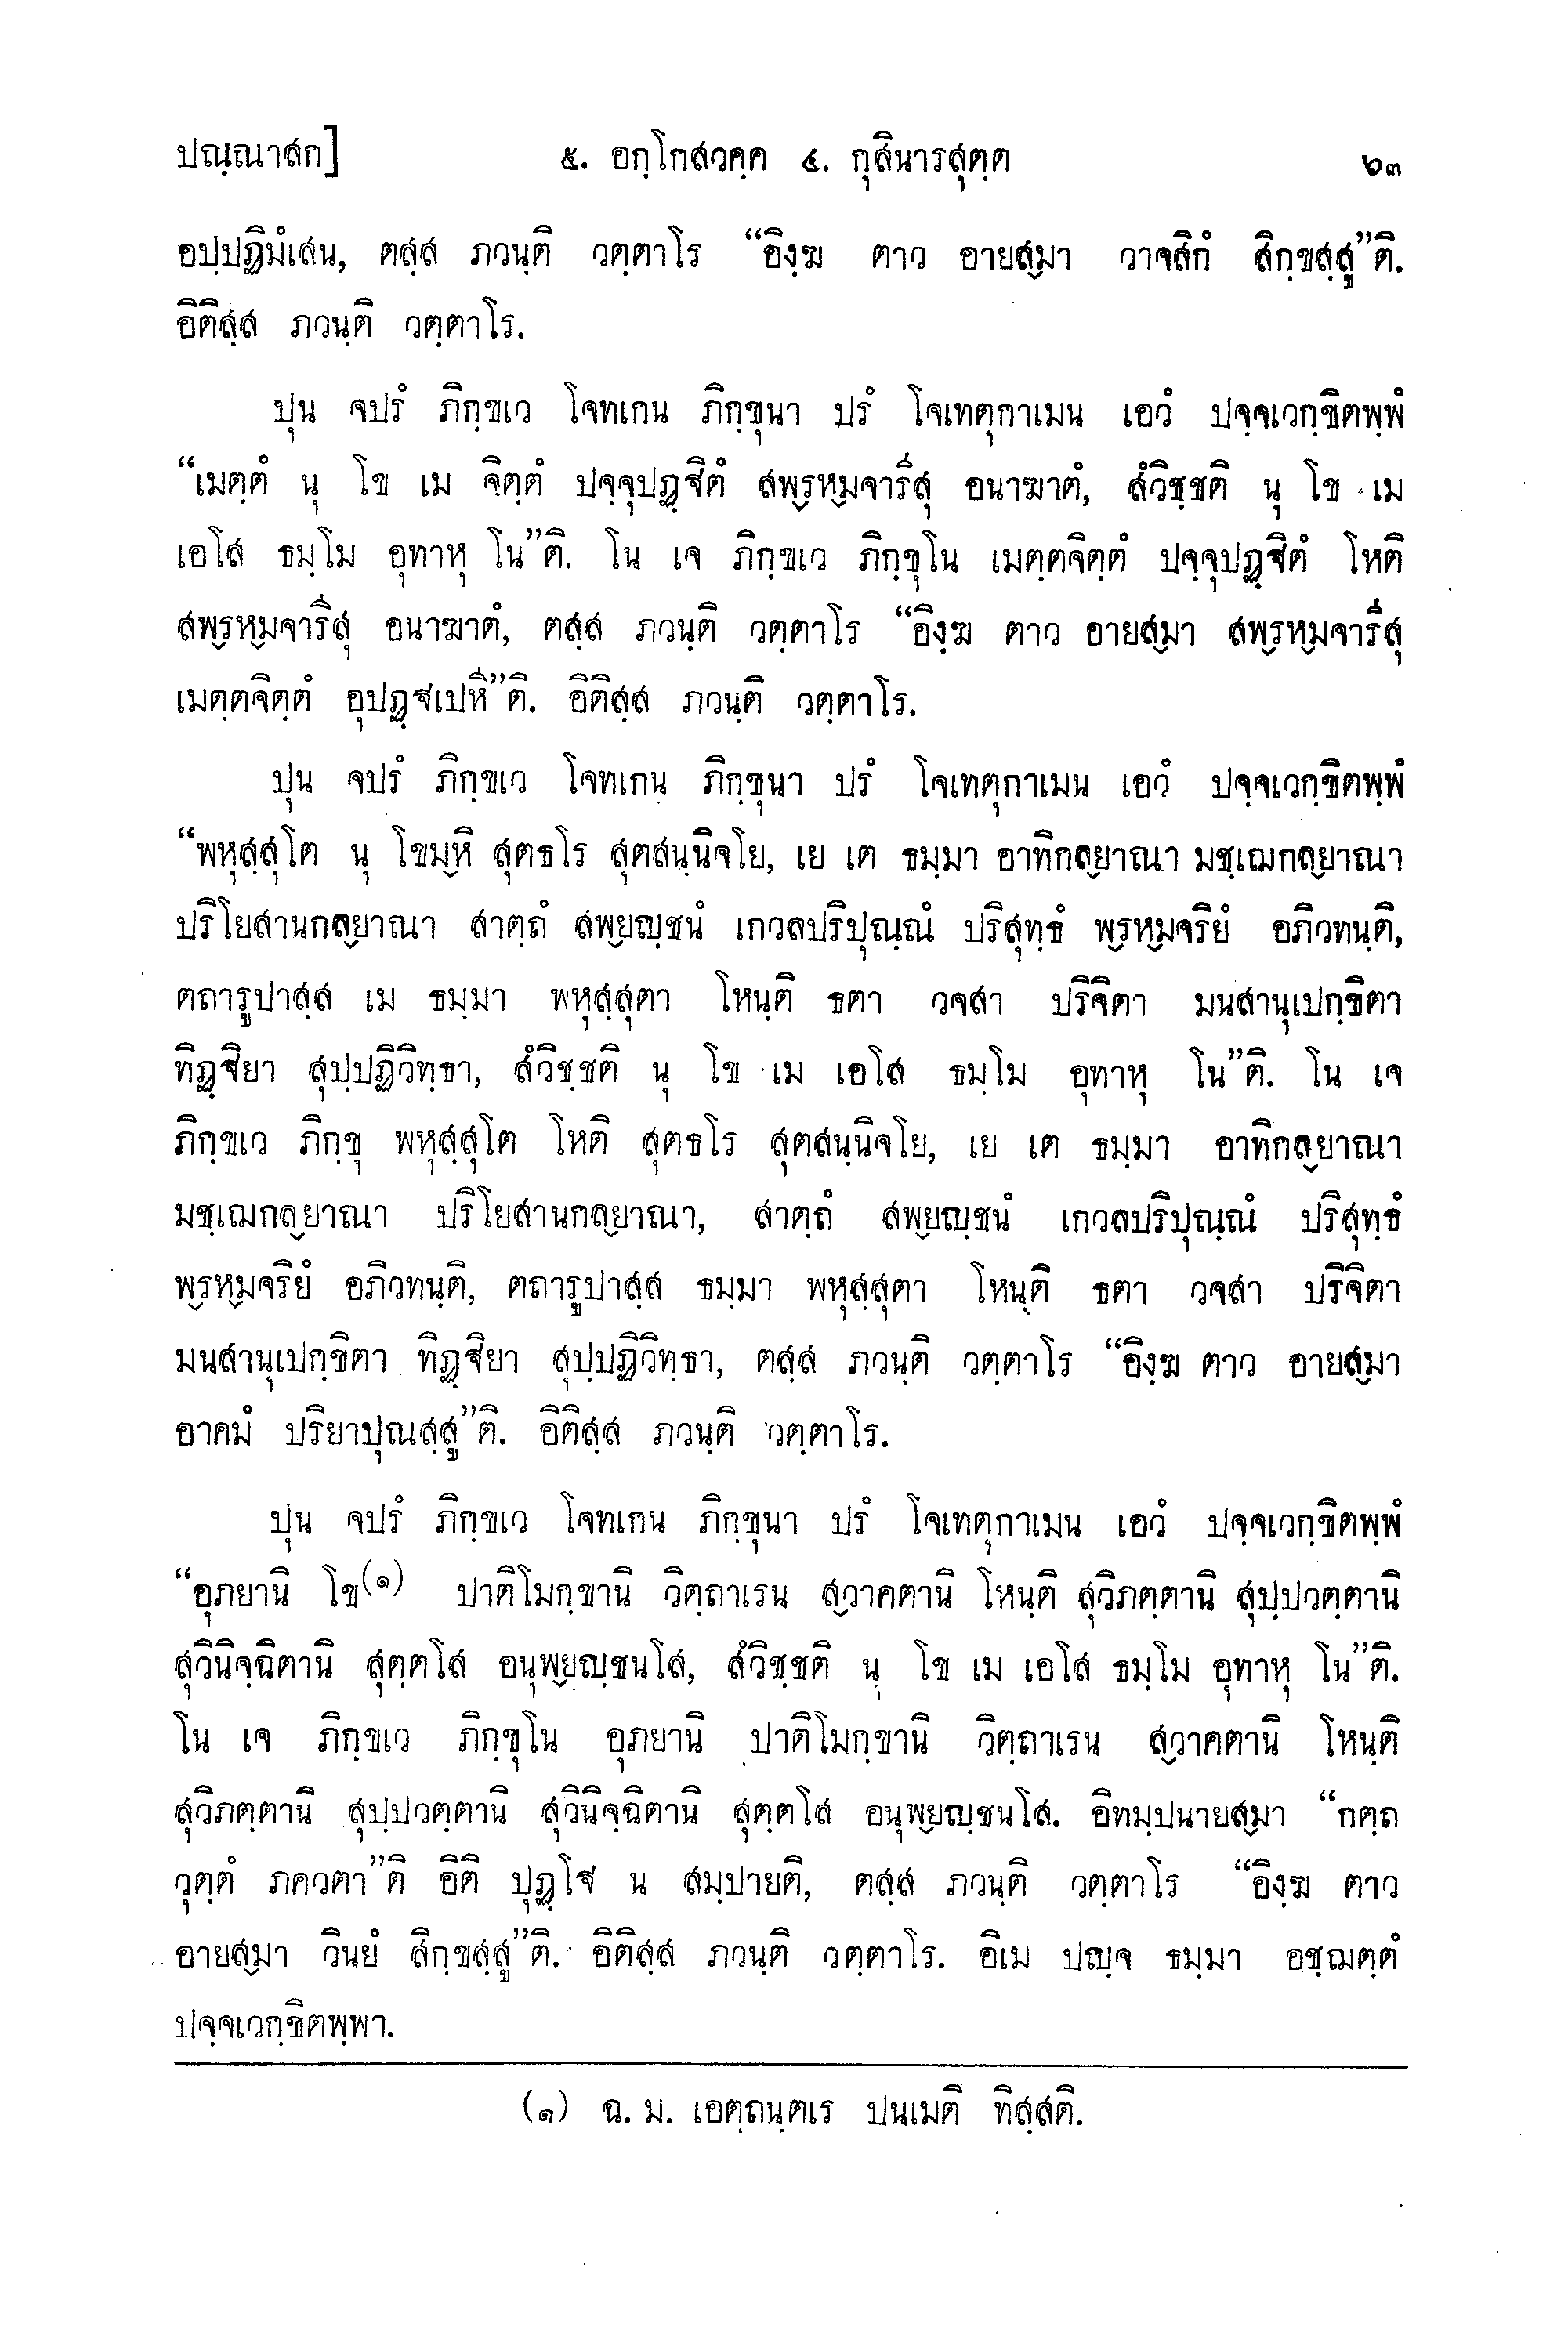 ปณฺณาสก] ๕. อกฺโกสวคฺค ๔. กุสินารสุตฺต ๖๓
อปฺปฏิมํเสน, ตสฺส ภวนฺติ วตฺตาโร “อิงฺฆ ตาว อายสฺมา วาจสิกํ สิกฺขสฺสู”ติ.
อิติสฺส ภวนฺติ วตฺตาโร.
ปุน จปรํ ภิกฺขเว โจทเกน ภิกฺขุนา ปรํ โจเทตุกาเมน เอวํ ปจฺจเวกฺขิตพฺพํ
“เมตฺตํ นุ โข เม จิตฺตํ ปจฺจุปฏฺฐิตํ สพฺรหฺมจารีสุ อนาฆาตํ, สํวิชฺชติ นุ โข เม
เอโส ธมฺโม อุทาหุ โน”ติ. โน เจ ภิกฺขเว ภิกฺขุโน เมตฺตจิตฺตํ ปจฺจุปฏฺฐิตํ โหติ
สพฺรหฺมจารีสุ อนาฆาตํ, ตสฺส ภวนฺติ วตฺตาโร “อิงฺฆ ตาว อายสฺมา สพฺรหฺมจารีสุ
เมตฺตจิตฺตํ อุปฏฺฐเปหี”ติ. อิติสฺส ภวนฺติ วตฺตาโร.
ปุน จปรํ ภิกฺขเว โจทเกน ภิกฺขุนา ปรํ โจเทตุกาเมน เอวํ ปจฺจเวกฺขิตพฺพํ
“พหุสฺสุโต นุ โขมฺหิ สุตธโร สุตสนฺนิจโย, เย เต ธมฺมา อาทิกลฺยาณา มชฺเฌกลฺยาณา
ปริโยสานกลฺยาณา สาตฺถํ สพฺยญฺชนํ เกวลปริปุณฺณํ ปริสุทฺธํ พฺรหฺมจริยํ อภิวทนฺติ,
ตถารูปาสฺส เม ธมฺมา พหุสฺสุตา โหนฺติ ธตา วจสา ปริจิตา มนสานุเปกฺขิตา
ทิฏฺฐิยา สุปฺปฏิวิทฺธา, สํวิชฺชติ นุ โข เม เอโส ธมฺโม อุทาหุ โน”ติ. โน เจ
ภิกฺขเว ภิกฺขุ พหุสฺสุโต โหติ สุตธโร สุตสนฺนิจโย, เย เต ธมฺมา อาทิกลฺยาณา
มชฺเฌกลฺยาณา ปริโยสานกลฺยาณา, สาตฺถํ สพฺยญฺชนํ เกวลปริปุณฺณํ ปริสุทฺธํ
พฺรหฺมจริยํ อภิวทนฺติ, ตถารูปาสฺส ธมฺมา พหุสฺสุตา โหนฺติ ธตา วจสา ปริจิตา
มนสานุเปกฺขิตา ทิฏฺฐิยา สุปฺปฏิวิทฺธา, ตสฺส ภวนฺติ วตฺตาโร “อิงฺฆ ตาว อายสฺมา
อาคมํ ปริยาปุณสฺสู”ติ. อิติสฺส ภวนฺติ วตฺตาโร.
ปุน จปรํ ภิกฺขเว โจทเกน ภิกฺขุนา ปรํ โจเทตุกาเมน เอวํ ปจฺจเวกฺขิตพฺพํ
“อุภยานิ โข(๑) ปาติโมกฺขานิ วิตฺถาเรน สฺวาคตานิ โหนฺติ สุวิภตฺตานิ สุปฺปวตฺตานิ
สุวินิจฺฉิตานิ สุตฺตโส อนุพฺยญฺชนโส, สํวิชฺชติ นุ โข เม เอโส ธมฺโม อุทาหุ โน”ติ.
โน เจ ภิกฺขเว ภิกฺขุโน อุภยานิ ปาติโมกฺขานิ วิตฺถาเรน สฺวาคตานิ โหนฺติ
สุวิภตฺตานิ สุปฺปวตฺตานิ สุวินิจฺฉิตานิ สุตฺตโส อนุพฺยญฺชนโส. อิทมฺปนายสฺมา “กตฺถ
วุตฺตํ ภควตา”ติ อิติ ปุฏฺโฐ น สมฺปายติ, ตสฺส ภวนฺติ วตฺตาโร “อิงฺฆ ตาว
อายสฺมา วินยํ สิกฺขสฺสู”ติ. อิติสฺส ภวนฺติ วตฺตาโร. อิเม ปญฺจ ธมฺมา อชฺฌตฺตํ
ปจฺจเวกฺขิตพฺพา.
(๑) ฉ. ม. เอตฺถนฺตเร ปนเมติ ทิสฺสติ.